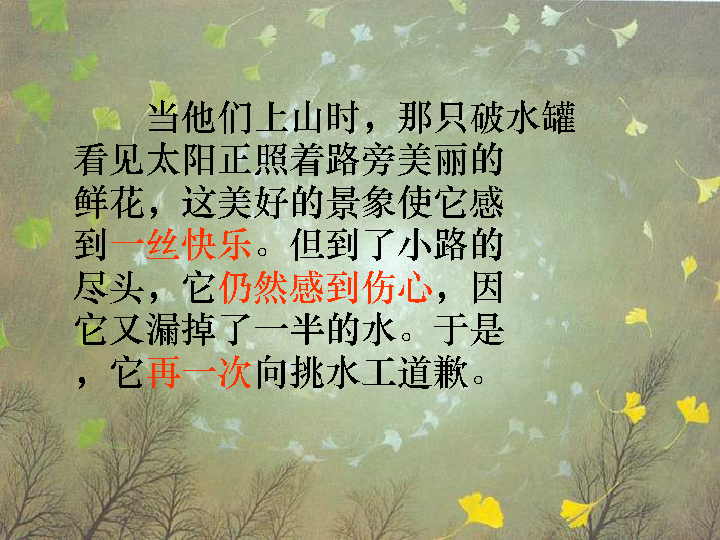 当他们上山时，那只破水罐
看见太阳正照着路旁美丽的
鲜花，这美好的景象使它感
到一丝快乐。但到了小路的
尽头，它仍然感到伤心，因
它又漏掉了一半的水。于是
，它再一次向挑水工道歉。